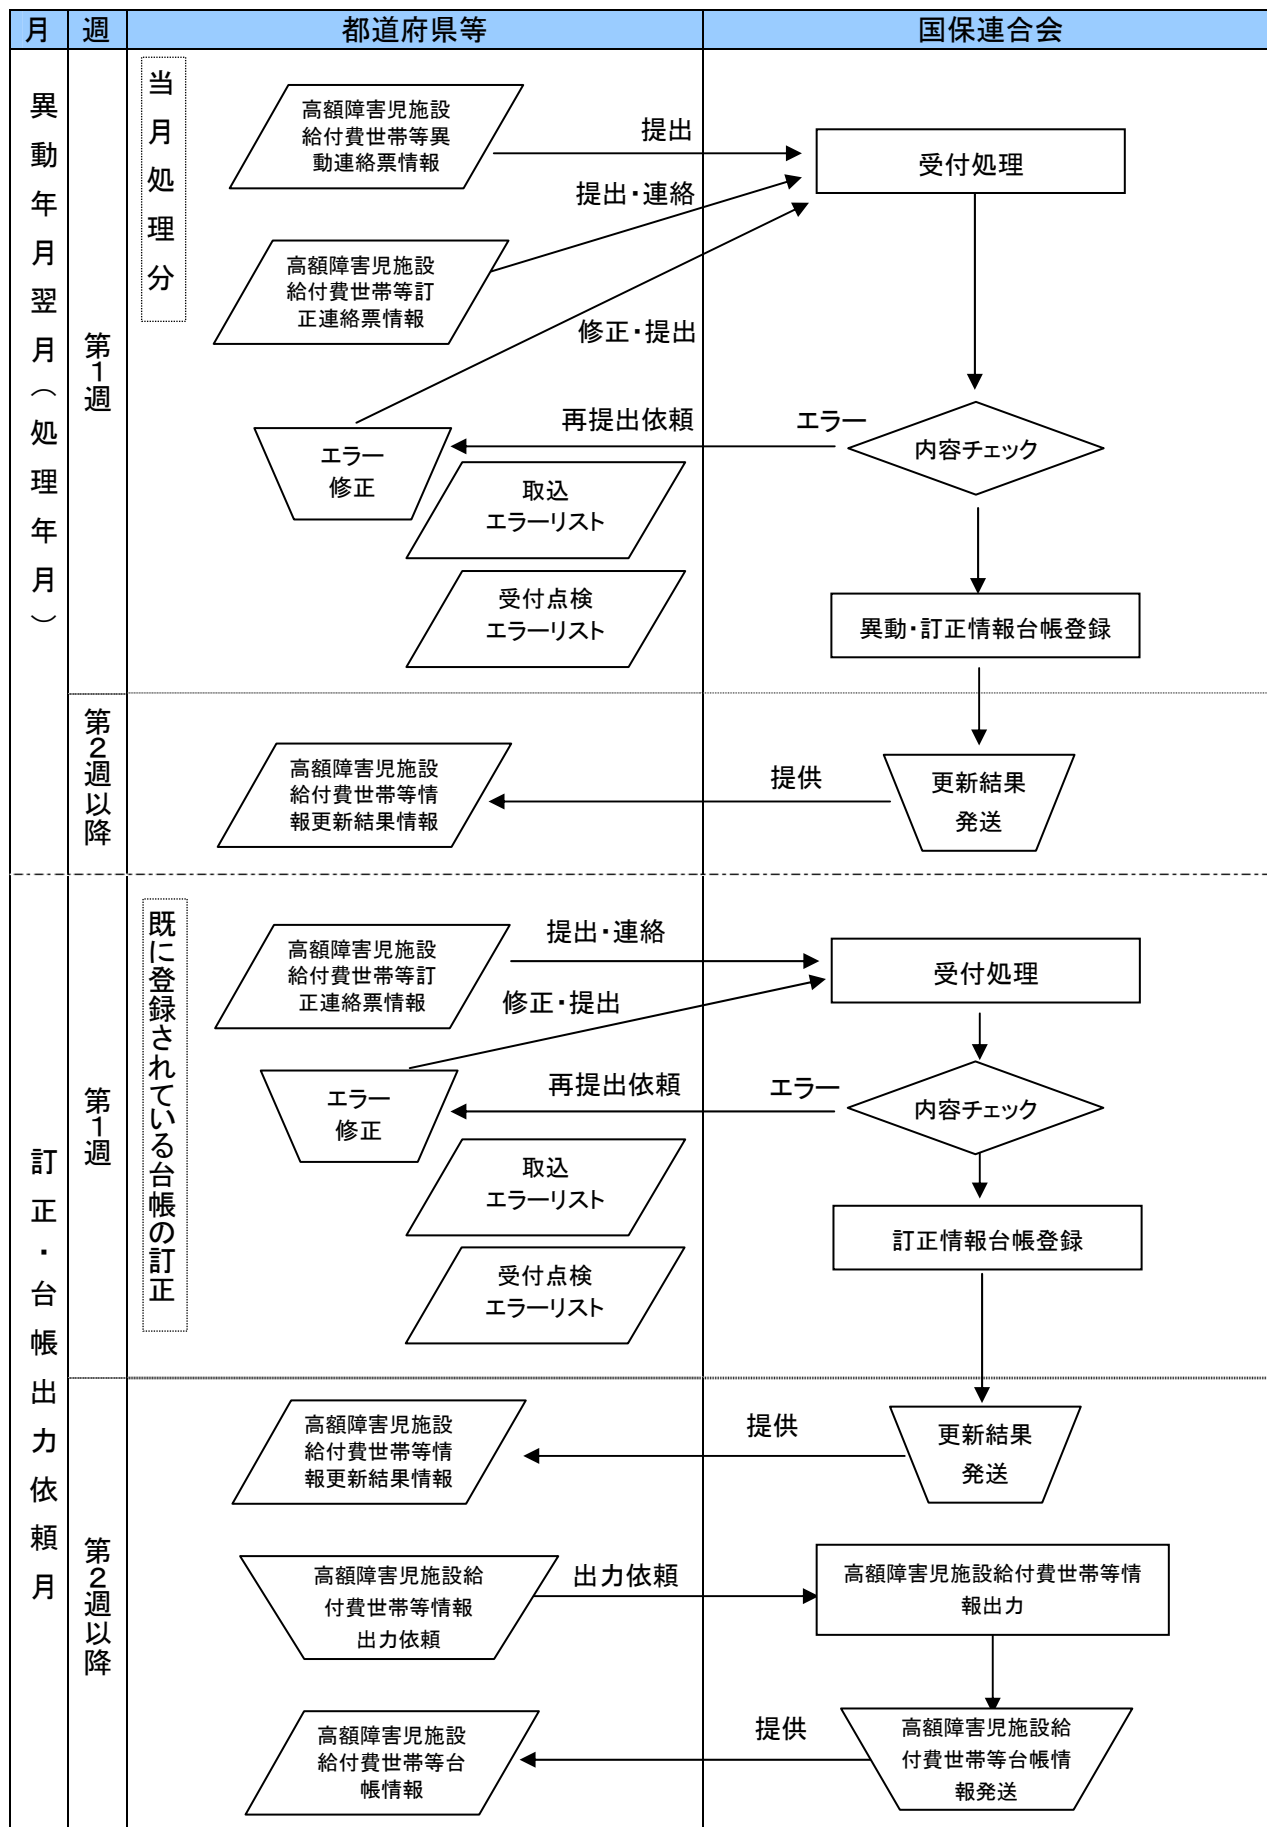 月
週
都道府県等
国保連合会
異動年月翌月（処理年月）
第1週
当月処理分
高額障害児施設
給付費世帯等異
動連絡票情報
提出
受付処理
提出・連絡
高額障害児施設
給付費世帯等訂
正連絡票情報
修正・提出
再提出依頼
エラー
内容チェック
エラー
修正
取込
エラーリスト
受付点検
エラーリスト
異動・訂正情報台帳登録
第2週以降
高額障害児施設
給付費世帯等情
報更新結果情報
提供
更新結果
発送
訂正・台帳出力依頼月
第1週
既に登録されている台帳の訂正
高額障害児施設
給付費世帯等訂
正連絡票情報
提出・連絡
受付処理
修正・提出
再提出依頼
エラー
内容チェック
エラー
修正
取込
エラーリスト
受付点検
エラーリスト
訂正情報台帳登録
第2週以降
高額障害児施設
給付費世帯等情
報更新結果情報
提供
更新結果
発送
高額障害児施設給
付費世帯等情報
出力依頼
出力依頼
高額障害児施設給付費世帯等情
報出力
高額障害児施設
給付費世帯等台
帳情報
提供
高額障害児施設給
付費世帯等台帳情
報発送